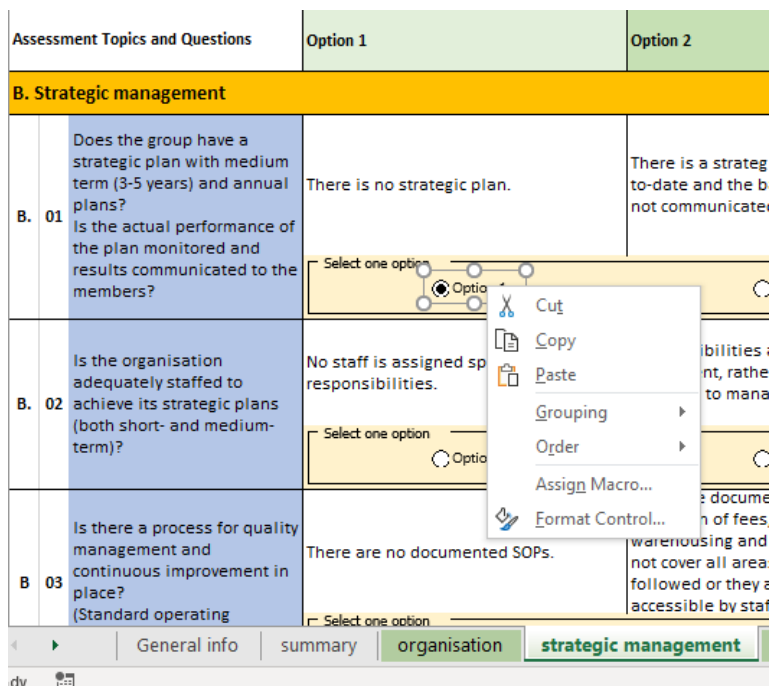 Assessment Topics and Questions
Option 1
Option 2
B. Strategic management
B. 01
Does the group have a
strategic plan with medium
term (3-5 years) and annual
plans?
Is the actual performance of
the plan monitored and
results communicated to the
members?
There is no strategic plan.
There is a strateg
to-date and the b
not communicate
Select one option
Optio
Cut
Copy
Paste
Grouping
Order
Assign Macro...
Format Control...
B. 02
Is the organisation
adequately staffed to
achieve its strategic plans
(both short- and medium-
term)?
No staff is assigned sp
responsibilities.
ibilities
nt, rathe
to mana
Select one option
Optio
B 03
Is there a process for quality
management and
continuous improvement in
place?
(Standard operating
There are no documented SOPs.
docume
n of fees,
warehousing and
not cover all area
followed or they a
accessible by staf
Select one option
General info
summary
organisation
strategic management
dy